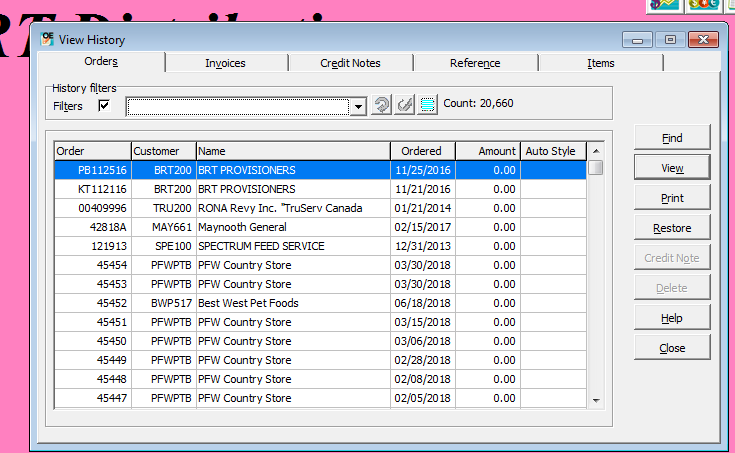 RT Distributi
OE View History
Orders Invoices Credit Notes Reference Items
History filters
Filters Count: 20,660
Order Customer Name Ordered Amount Auto Style
PB112516 BRT200 BRT PROVISIONERS 11/25/2016 0.00
KT112116 BRT200 BRT PROVISIONERS 11/21/2016 0.00
00409996 TRU200 RONA Revy Inc. "TruServ Canada 01/21/2014 0.00
42818A MAY661 Maynooth General 02/15/2017 0.00
121913 SPE100 SPECTRUM FEED SERVICE 12/31/2013 0.00
45454 PFWPTB PFW Country Store 03/30/2018 0.00
45453 PFWPTB PFW Country Store 03/30/2018 0.00
45452 BWP517 Best West Pet Foods 06/18/2018 0.00
45451 PFWPTB PFW Country Store 03/15/2018 0.00
45450 PFWPTB PFW Country Store 03/06/2018 0.00
45449 PFWPTB PFW Country Store 02/28/2018 0.00
45448 PFWPTB PFW Country Store 02/08/2018 0.00
45447 PFWPTB PFW Country Store 02/05/2018 0.00
Find
View
Print
Restore
Credit Note
Delete
Help
Close